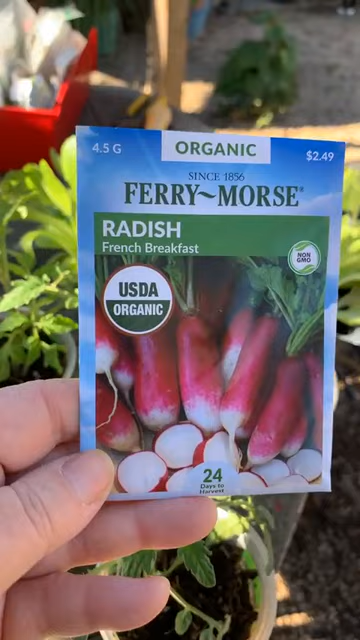 4.5 G
ORGANIC
$2.49
SINCE 1856
FERRY~MORSE®
RADISH
French Breakfast
NON
GMO
USDA
ORGANIC
24
Days to
Harvest